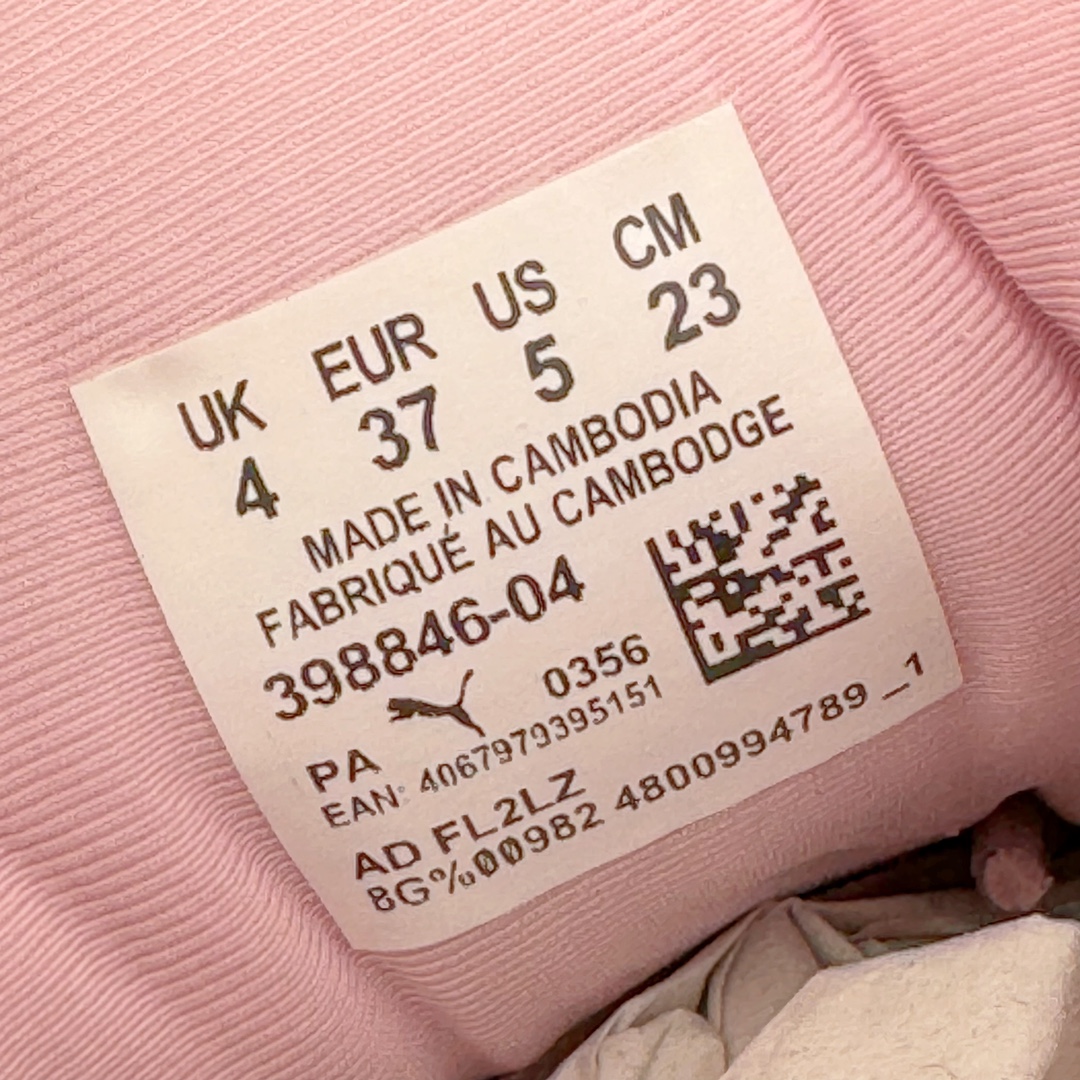 UK EUR US CM
4 37 5 23
MADE IN CAMBODIA
FABRIQUÉ AU CAMBODGE
398846-04
PA 0356
EAN: 4067979395151
AD FL2LZ
8G%00982 4800994789 _1